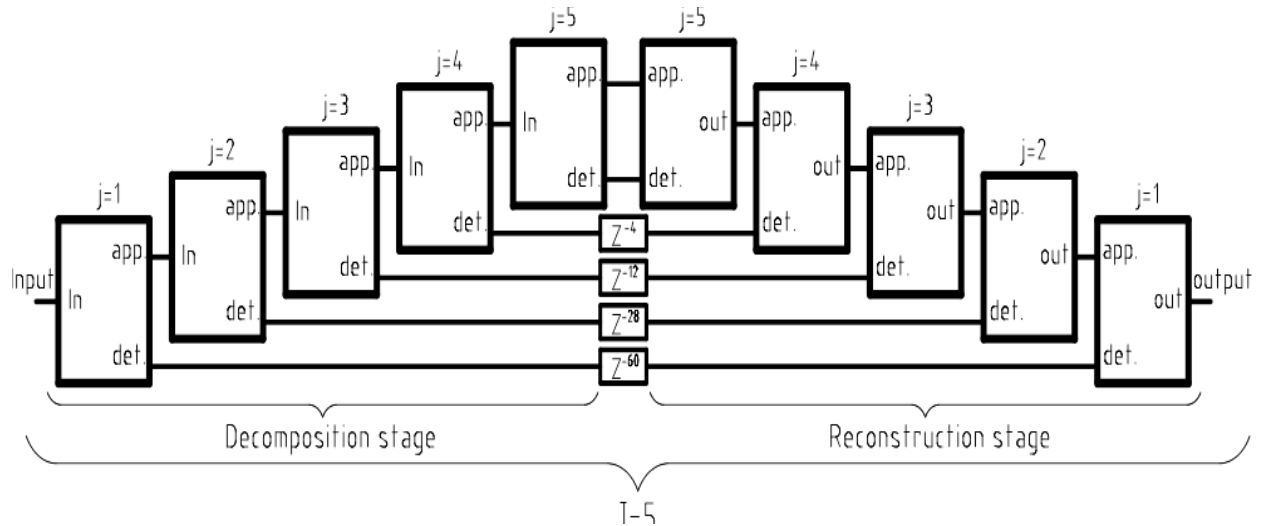 j=5 j=5
j=4 j=4
app. app.
j=3 j=3
app. In out app.
j=2 j=2
app. In det. det. out app.
j=1 j=1
app. In det. Z⁻⁴ det. out app.
app. In det. Z⁻¹² det. out app.
Input In det. Z⁻²⁸ det. out output
det. Z⁻⁶⁰ det.
Decomposition stage Reconstruction stage